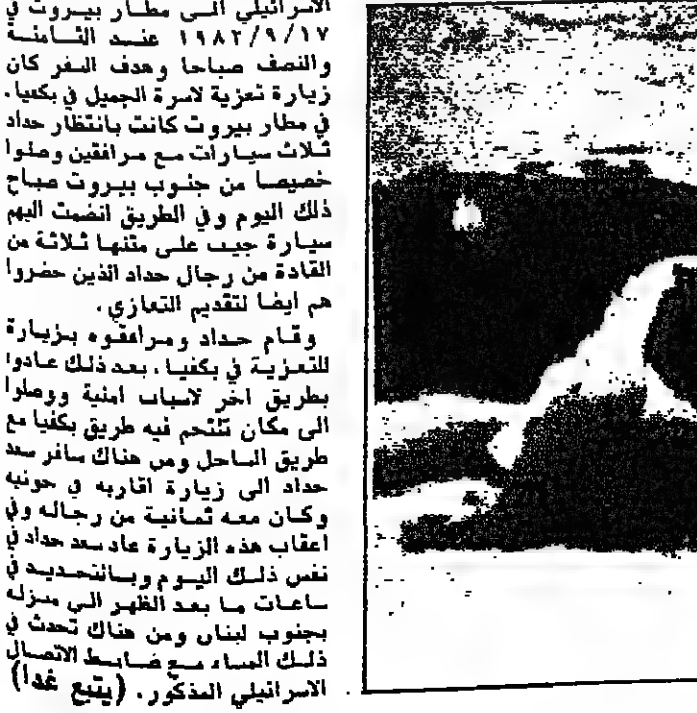 الاسرائيلي الى مطار بيروت في
١٩٨٢/٩/١٧ عند الثامنة
والنصف صباحا وهدف السفر كان
زيارة تعزية لاسرة الجميل في بكفيا.
في مطار بيروت كانت بانتظار حداد
ثلاث سيارات مع مرافقين وصلوا
خصيصا من جنوب بيروت صباح
ذلك اليوم وفي الطريق انضمت اليهم
سيارة جيب على متنها ثلاثة من
القادة من رجال حداد الذين حضروا
هم ايضا لتقديم التعازي.
وقام حداد ومرافقوه بزيارة
للتعزية في بكفيا. بعد ذلك عادوا
بطريق اخر لاسباب امنية ووصلوا
الى مكان تلتحم فيه طريق بكفيا مع
طريق الساحل ومن هناك سافر سعد
حداد الى زيارة اقاربه في جونيه
وكان معه ثمانية من رجاله وفي
اعقاب هذه الزيارة عاد سعد حداد في
نفس ذلك اليوم وبالتحديد في
ساعات ما بعد الظهر الى منزله
بجنوب لبنان ومن هناك تحدث في
ذلك المساء مع ضابط الاتصال
الاسرائيلي المذكور. (يتبع غدا)